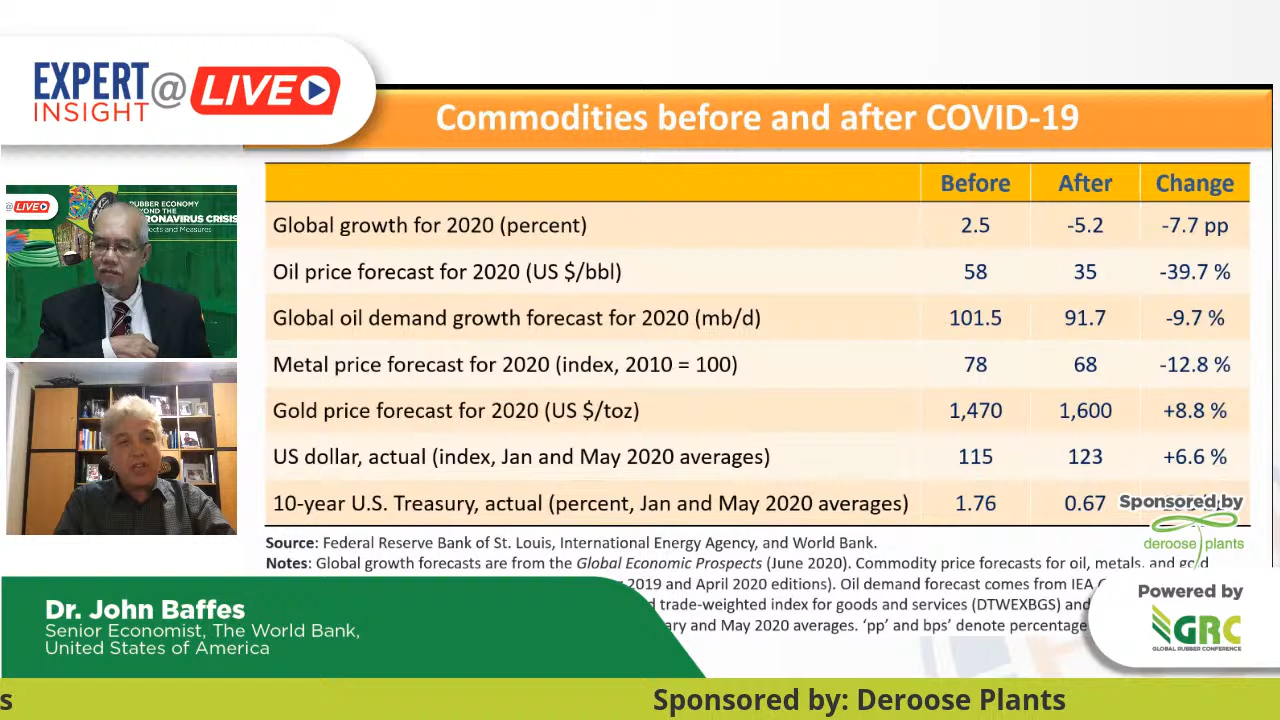 EXPERT
INSIGHT
@
LIVE
Commodities before and after COVID-19
Before After Change
Global growth for 2020 (percent) 2.5 -5.2 -7.7 pp
Oil price forecast for 2020 (US $/bbl) 58 35 -39.7 %
Global oil demand growth forecast for 2020 (mb/d) 101.5 91.7 -9.7 %
Metal price forecast for 2020 (index, 2010 = 100) 78 68 -12.8 %
Gold price forecast for 2020 (US $/toz) 1,470 1,600 +8.8 %
US dollar, actual (index, Jan and May 2020 averages) 115 123 +6.6 %
10-year U.S. Treasury, actual (percent, Jan and May 2020 averages) 1.76 0.67
Source: Federal Reserve Bank of St. Louis, International Energy Agency, and World Bank.
Notes: Global growth forecasts are from the Global Economic Prospects (June 2020). Commodity price forecasts for oil, metals, and gold
2019 and April 2020 editions). Oil demand forecast comes from IEA
trade-weighted index for goods and services (DTWEXBGS) and
and May 2020 averages. ‘pp’ and bps’ denote percentage
@ LIVE
RUBBER ECONOMY
BEYOND THE
CORONAVIRUS CRISIS
and Measures
Sponsored by
deroose plants
Powered by
GRC
GLOBAL RUBBER CONFERENCE
Dr. John Baffes
Senior Economist, The World Bank,
United States of America
s Sponsored by: Deroose Plants